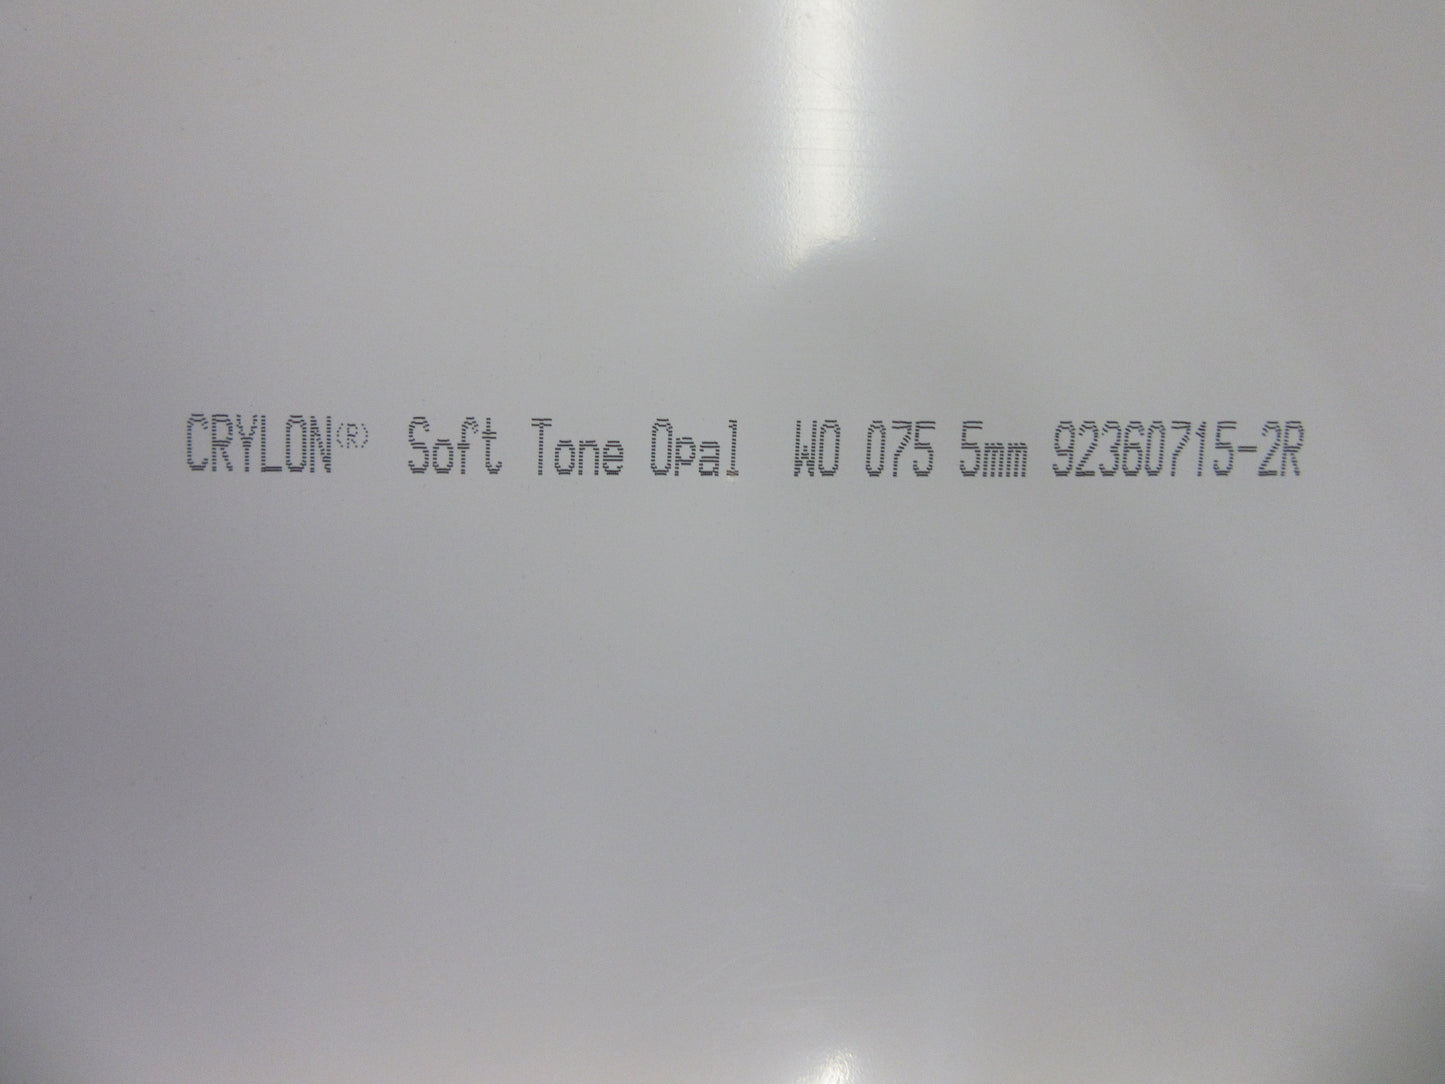 CRYLON(R) Soft Tone Opal WO 075 5mm 92360715-2R